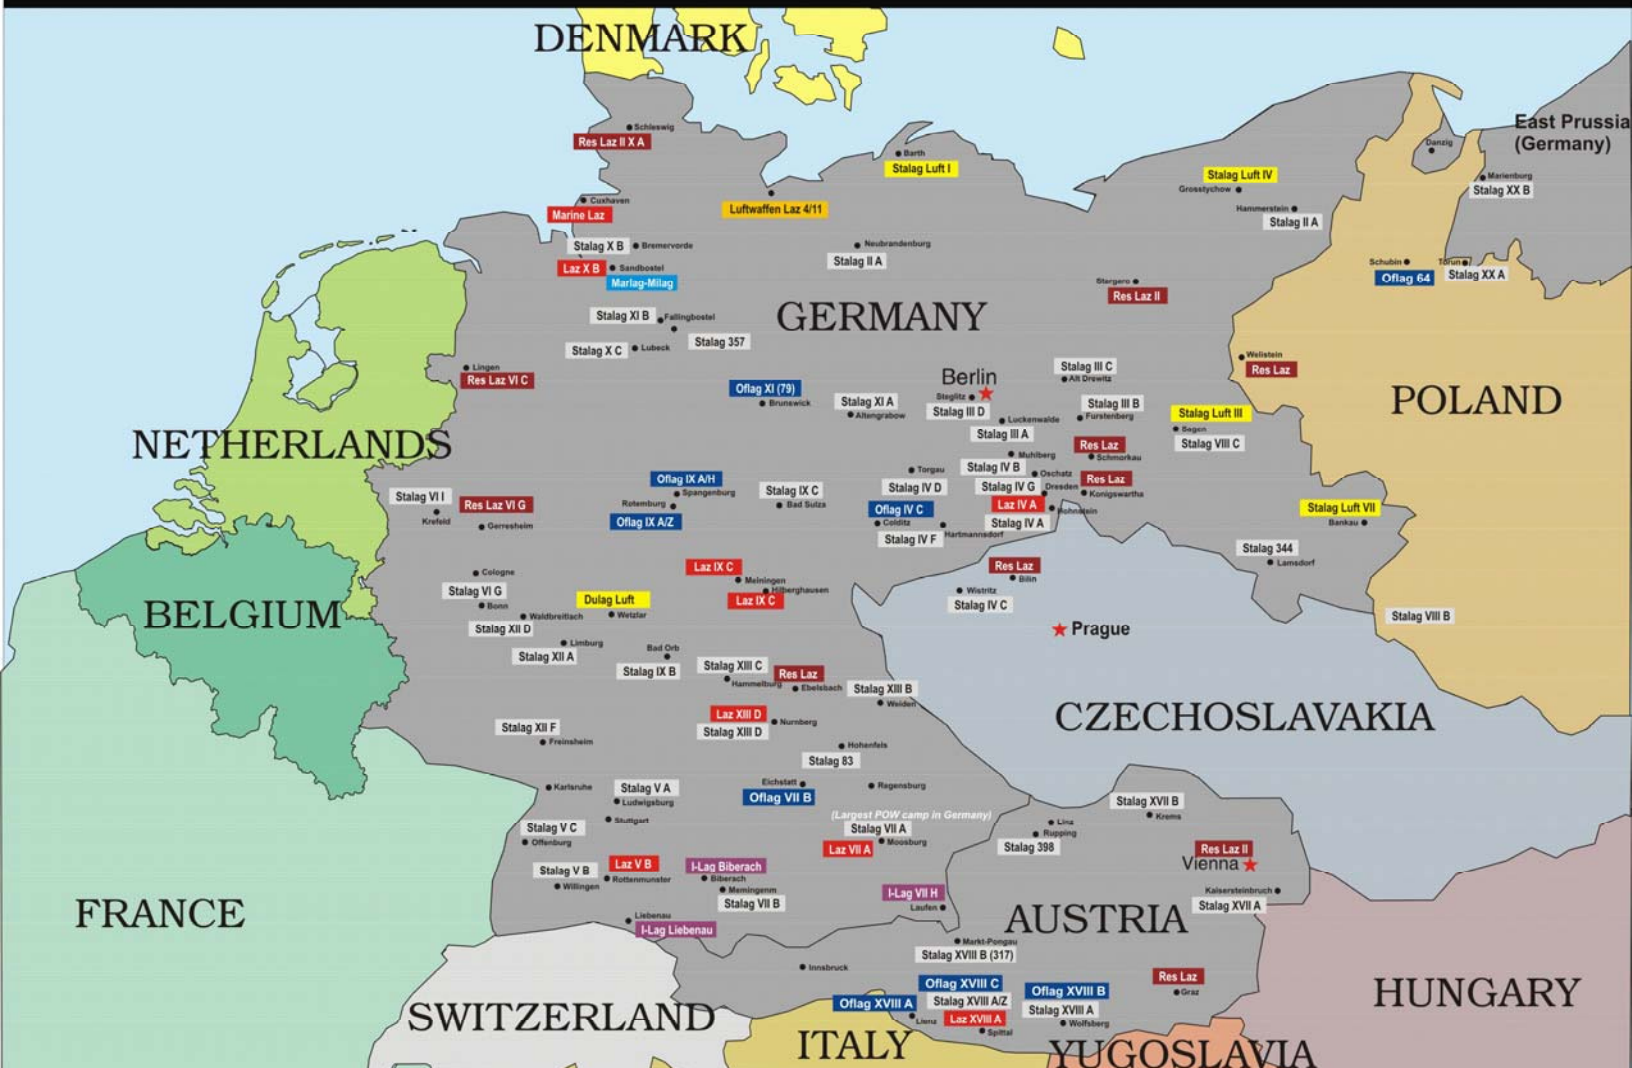 DENMARK
Schleswig
Res Laz II X A
East Prussia
(Germany)
Danzig
Barth
Stalag Luft I
Stalag Luft IV
Grosstychow
Marienburg
Stalag XX B
Cuxhaven
Marine Laz
Luftwaffen Laz 4/11
Hammerstein
Stalag II A
Stalag X B
Bremervorde
Neubrandenburg
Stalag II A
Laz X B
Sandbostel
Marlag-Milag
Schubin
Oflag 64
Torun
Stalag XX A
Stargero
Res Laz II
Stalag XI B
Fallingbostel
GERMANY
Stalag X C
Lubeck
Stalag 357
Lingen
Res Laz VI C
Welistein
Res Laz
Stalag III C
Alt Drewitz
Berlin
Steglitz
Stalag III D
Oflag XI (79)
Brunswick
Stalag XI A
Altengrabow
Stalag III B
Furstenberg
Luckenwalde
Stalag III A
Stalag Luft III
Sagen
Stalag VIII C
POLAND
NETHERLANDS
Res Laz
Schmorkau
Muhlberg
Stalag IV B
Torgau
Stalag IV D
Oschatz
Stalag IV G
Dresden
Res Laz
Konigswartha
Oflag IX A/H
Spangenburg
Rotemburg
Oflag IX A/Z
Stalag IX C
Bad Sulza
Stalag VI I
Krefeld
Res Laz VI G
Gerresheim
Oflag IV C
Colditz
Stalag IV F
Hartmannsdorf
Laz IV A
Hohnstein
Stalag IV A
Stalag Luft VII
Bankau
Stalag 344
Lamsdorf
Cologne
Stalag VI G
Bonn
Laz IX C
Meiningen
Hilberghausen
Laz IX C
Dulag Luft
Wetzlar
Res Laz
Bilin
Wistritz
Stalag IV C
BELGIUM
Waldbreitlach
Stalag XII D
Limburg
Stalag XII A
Stalag VIII B
Prague
Bad Orb
Stalag IX B
Stalag XIII C
Hammelburg
Res Laz
Ebelsbach
Stalag XIII B
Weiden
CZECHOSLAVAKIA
Laz XIII D
Stalag XIII D
Nurnberg
Stalag XII F
Freinsheim
Hohenfels
Stalag 83
Karlsruhe
Stalag V A
Ludwigsburg
Stuttgart
Eichstatt
Oflag VII B
Ragensburg
(Largest POW camp in Germany)
Stalag VII A
Moosburg
Laz VII A
Stalag XVII B
Krems
Linz
Rupping
Stalag 398
Stalag V C
Offenburg
Res Laz II
Vienna
Stalag V B
Willingen
Laz V B
Rottenmunster
I-Lag Biberach
Biberach
Memingenm
Stalag VII B
I-Lag VII H
Laufen
Kaisersteinbruch
Stalag XVII A
FRANCE
Liebenau
I-Lag Liebenau
AUSTRIA
Markt-Pongau
Stalag XVIII B (317)
Innsbruck
Oflag XVIII C
Stalag XVIII A/Z
Oflag XVIII A
Lienz
Laz XVIII A
Spittal
Oflag XVIII B
Stalag XVIII A
Wolfsberg
Res Laz
Graz
HUNGARY
SWITZERLAND
ITALY
YUGOSLAVIA